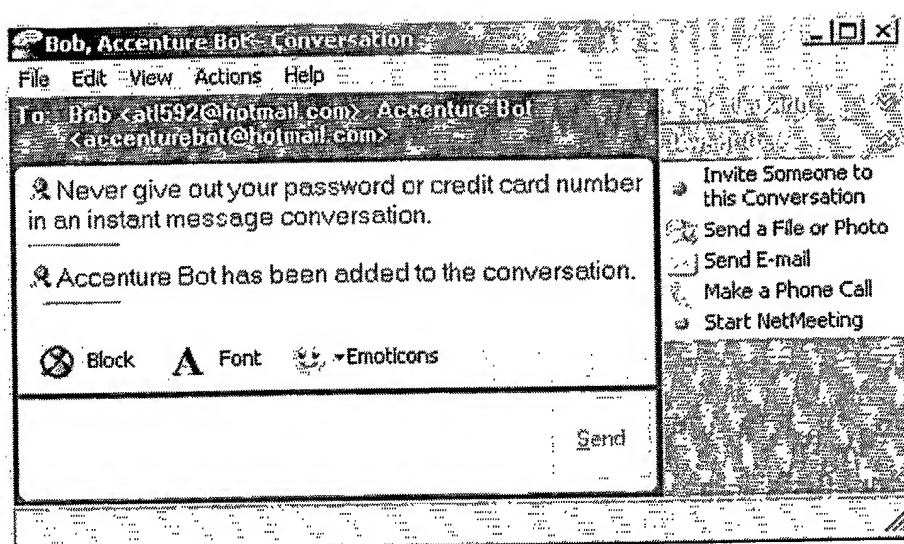 Bob, Accenture Bot - Conversation
File Edit View Actions Help
To: Bob <atl592@hotmail.com>, Accenture Bot
<accenturebot@hotmail.com>
Never give out your password or credit card number
in an instant message conversation.
Accenture Bot has been added to the conversation.
Block A Font Emoticons
Send
Invite Someone to
this Conversation
Send a File or Photo
Send E-mail
Make a Phone Call
Start NetMeeting